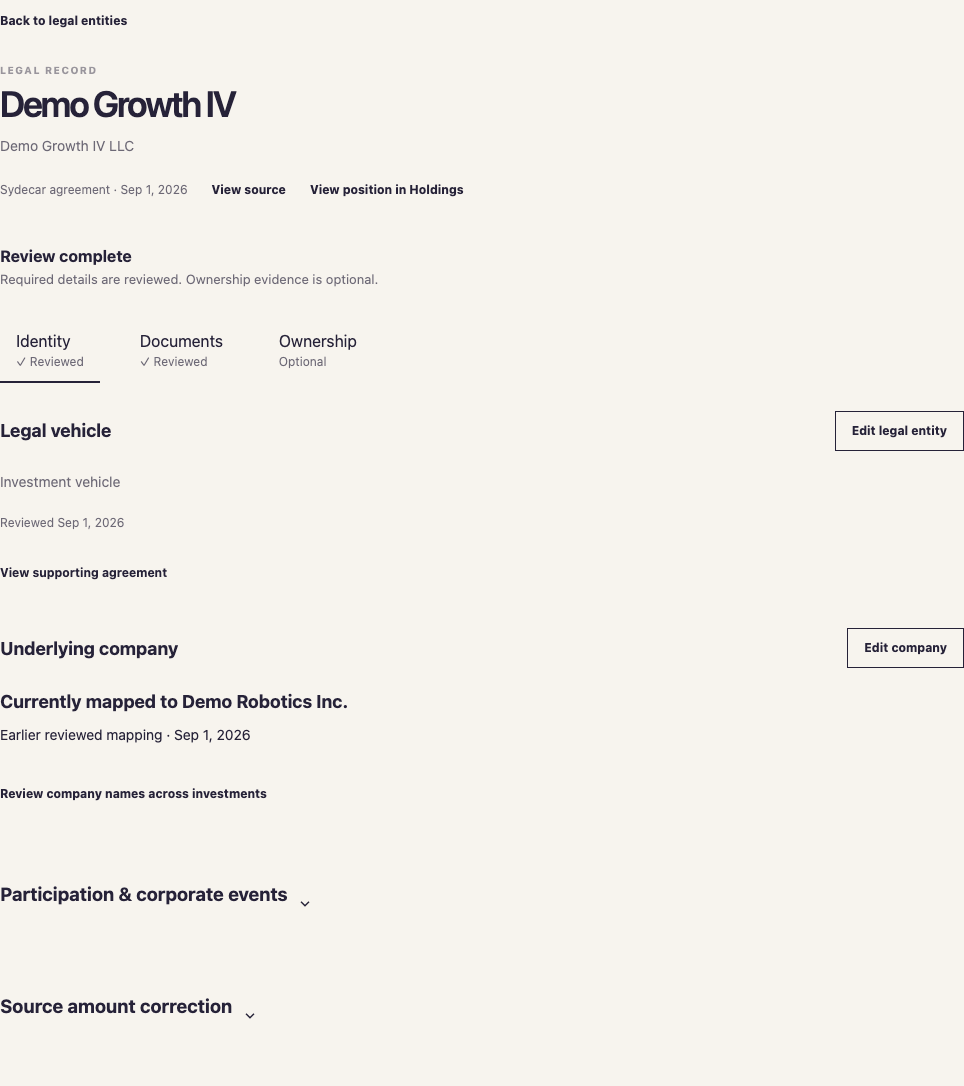 Back to legal entities
LEGAL RECORD
Demo Growth IV
Demo Growth IV LLC
Sydecar agreement · Sep 1, 2026 View source View position in Holdings
Review complete
Required details are reviewed. Ownership evidence is optional.
Identity Documents Ownership
✓ Reviewed ✓ Reviewed Optional
Legal vehicle Edit legal entity
Investment vehicle
Reviewed Sep 1, 2026
View supporting agreement
Underlying company Edit company
Currently mapped to Demo Robotics Inc.
Earlier reviewed mapping · Sep 1, 2026
Review company names across investments
Participation & corporate events
Source amount correction